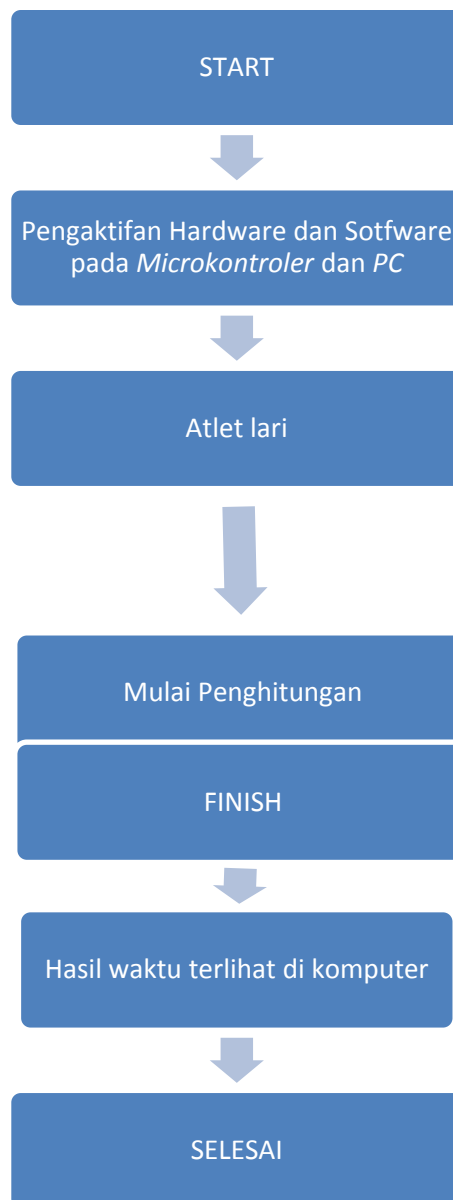 START
Pengaktifan Hardware dan Sotfware
pada Microkontroler dan PC
Atlet lari
Mulai Penghitungan
FINISH
Hasil waktu terlihat di komputer
SELESAI